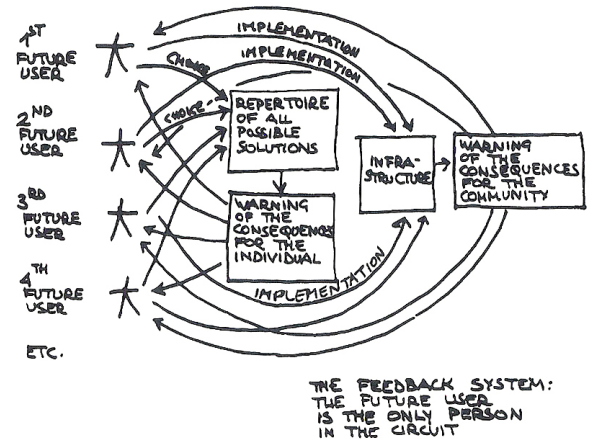 1ST
FUTURE
USER
2ND
FUTURE
USER
3RD
FUTURE
USER
4TH
FUTURE
USER
ETC.
IMPLEMENTATION
IMPLEMENTATION
CHOICE
CHOICE
REPERTOIRE
OF ALL
POSSIBLE
SOLUTIONS
WARNING
OF THE
CONSEQUENCES
FOR THE
INDIVIDUAL
INFRA-
STRUCTURE
WARNING
OF THE
CONSEQUENCES
FOR THE
COMMUNITY
IMPLEMENTATION
THE FEEDBACK SYSTEM:
THE FUTURE USER
IS THE ONLY PERSON
IN THE CIRCUIT